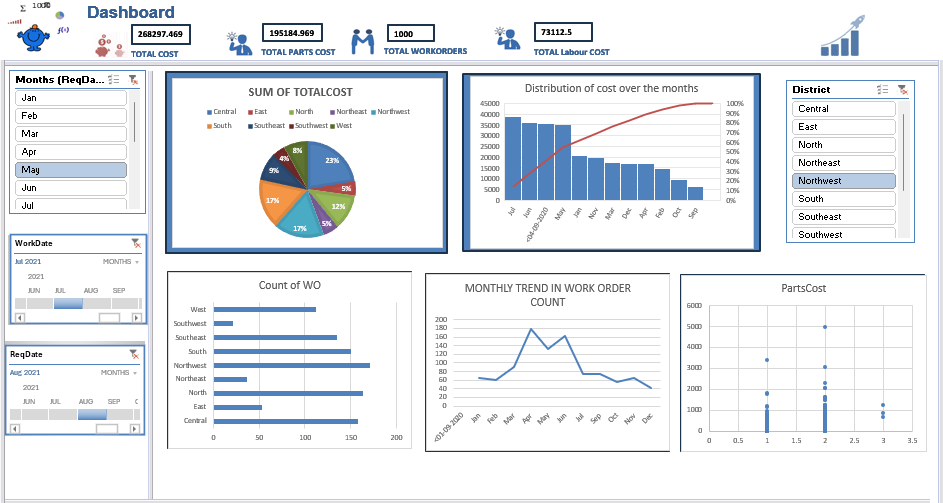 Σ
100
f(x)
Dashboard
268297.469
TOTAL COST
195184.969
TOTAL PARTS COST
1000
TOTAL WORKORDERS
73112.5
TOTAL Labour COST
Months (ReqDa...
Jan
Feb
Mar
Apr
May
Jun
Jul
WorkDate
Jul 2021
MONTHS
2021
JUN JUL AUG SEP
ReqDate
Aug 2021
MONTHS
2021
JUN JUL AUG SEP C
SUM OF TOTALCOST
Central East North Northeast Northwest
South Southeast Southwest West
23%
5%
12%
5%
17%
17%
9%
4%
8%
Distribution of cost over the months
45000
40000
35000
30000
25000
20000
15000
10000
5000
0
100%
90%
80%
70%
60%
50%
40%
30%
20%
10%
0%
Jul Jun <04-09-2020 May Jan Nov Mar Dec Apr Feb Oct Sep
District
Central
East
North
Northeast
Northwest
South
Southeast
Southwest
Count of WO
West
Southwest
Southeast
South
Northwest
Northeast
North
East
Central
0 50 100 150 200
MONTHLY TREND IN WORK ORDER
COUNT
200
180
160
140
120
100
80
60
40
20
0
<01-09-2020 Jan Feb Mar Apr May Jun Jul Sep Oct Nov Dec
PartsCost
6000
5000
4000
3000
2000
1000
0
0 0.5 1 1.5 2 2.5 3 3.5